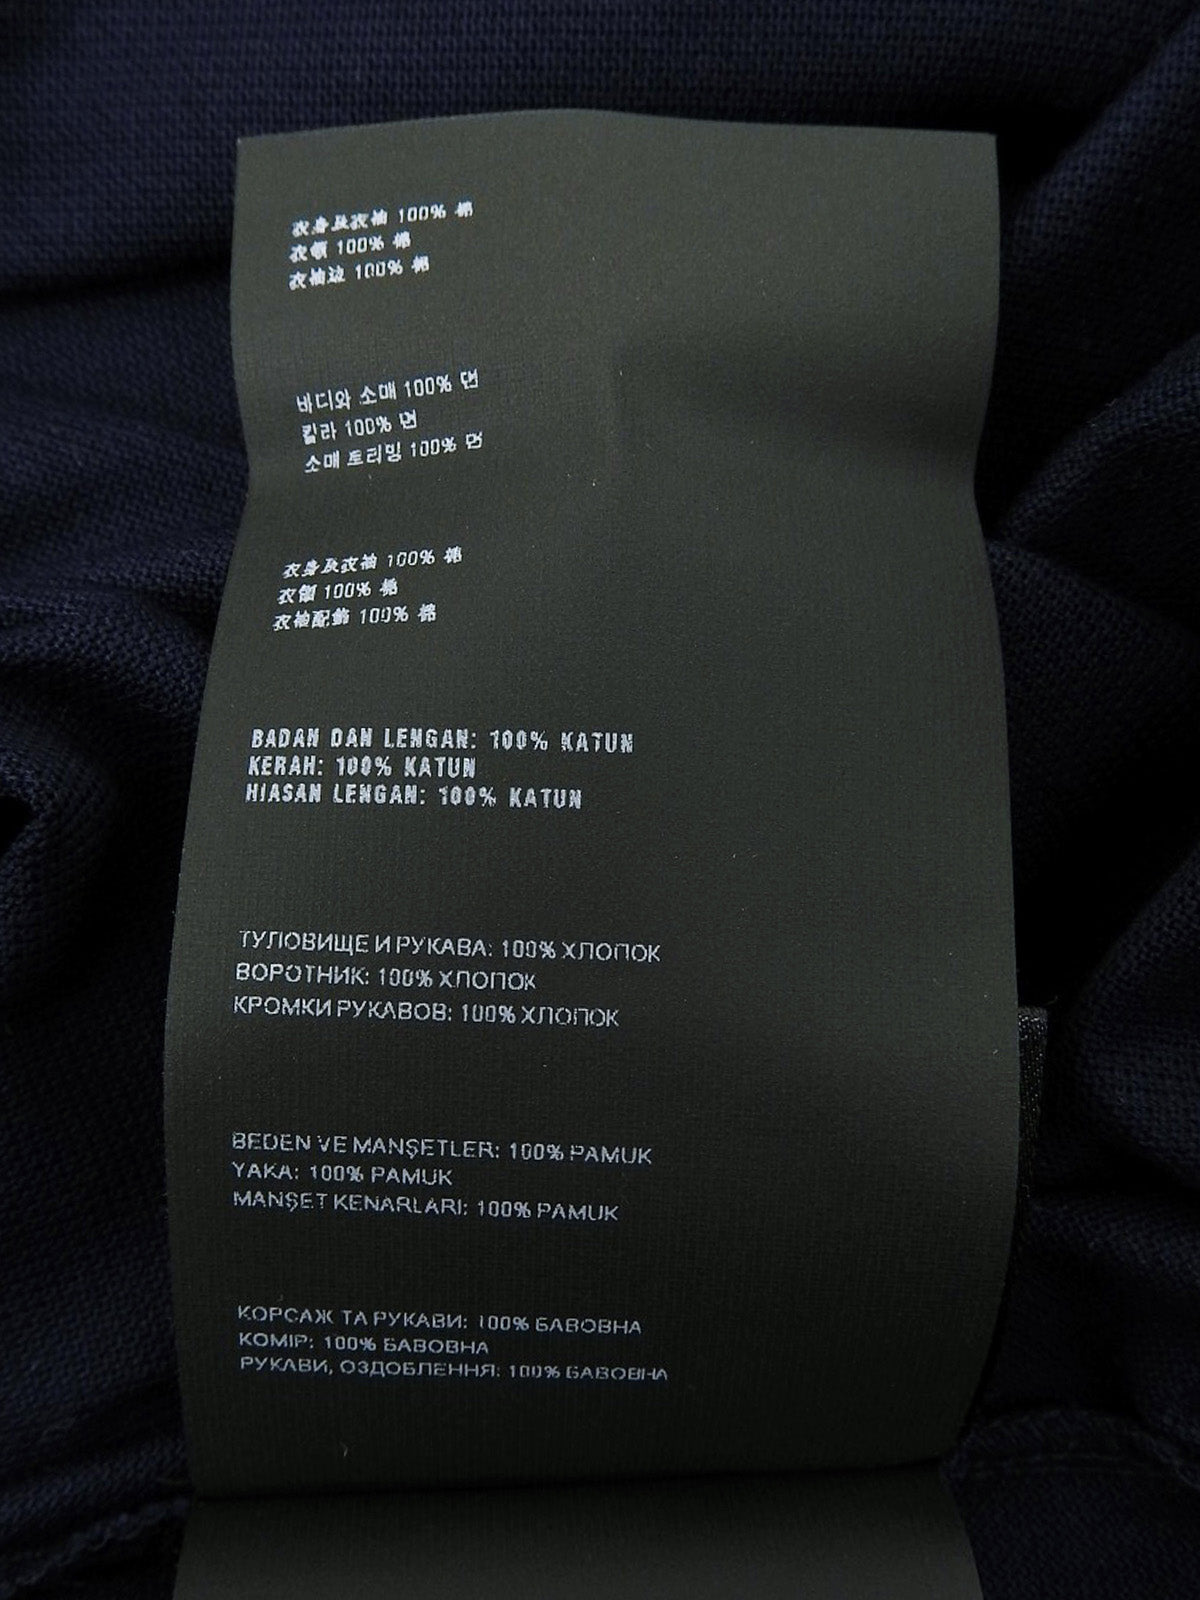 衣身及衣袖 100% 棉
衣領 100% 棉
衣袖边 100% 棉
바디와 소매 100% 면
칼라 100% 면
소매 트리밍 100% 면
衣身及衣袖 100% 棉
衣領 100% 棉
衣袖配飾 100% 棉
BADAN DAN LENGAN: 100% KATUN
KERAH: 100% KATUN
HIASAN LENGAN: 100% KATUN
ТУЛОВИЩЕ И РУКАВА: 100% ХЛОПОК
ВОРОТНИК: 100% ХЛОПОК
КРОМКИ РУКАВОВ: 100% ХЛОПОК
BEDEN VE MANŞETLER: 100% PAMUK
YAKA: 100% PAMUK
MANŞET KENARLARI: 100% PAMUK
КОРСАЖ ТА РУКАВИ: 100% БАВОВНА
КОМІР: 100% БАВОВНА
РУКАВИ, ОЗДОБЛЕННЯ: 100% БАВОВНА